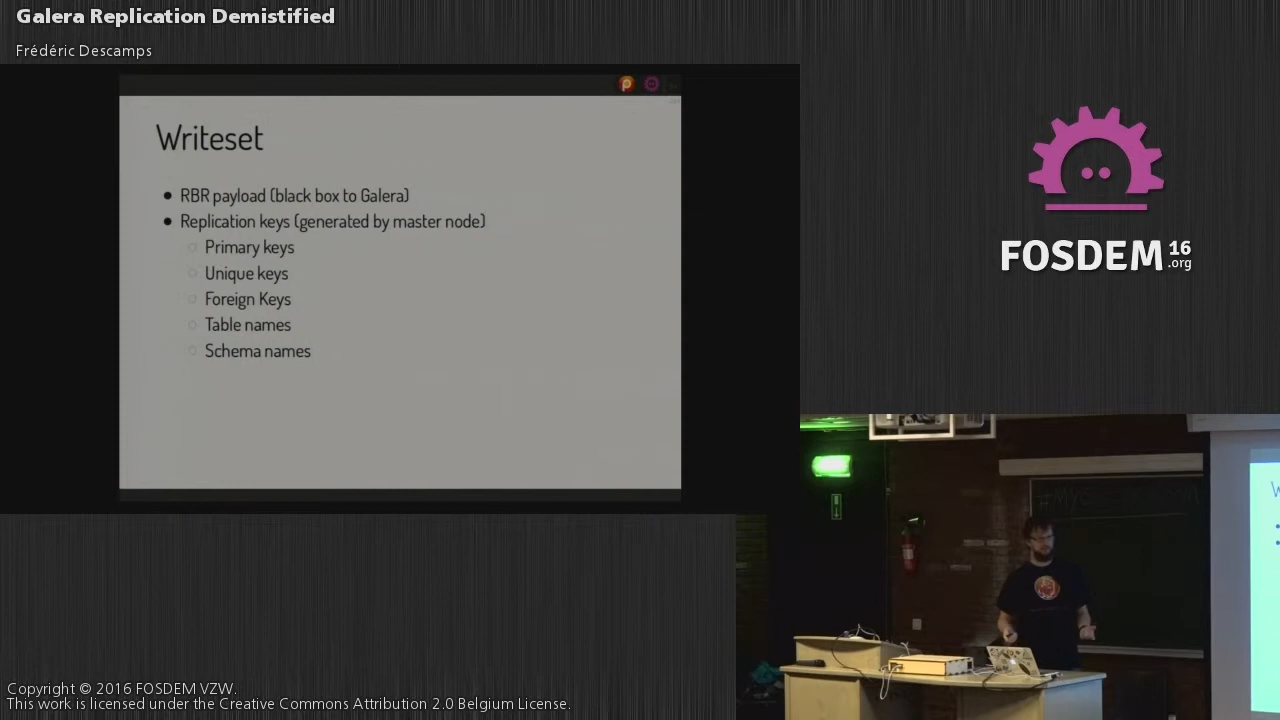 Galera Replication Demistified
Frédéric Descamps
Writeset
RBR payload (black box to Galera)
Replication keys (generated by master node)
Primary keys
Unique keys
Foreign Keys
Table names
Schema names
FOSDEM 16
.org
Copyright © 2016 FOSDEM VZW.
This work is licensed under the Creative Commons Attribution 2.0 Belgium License.